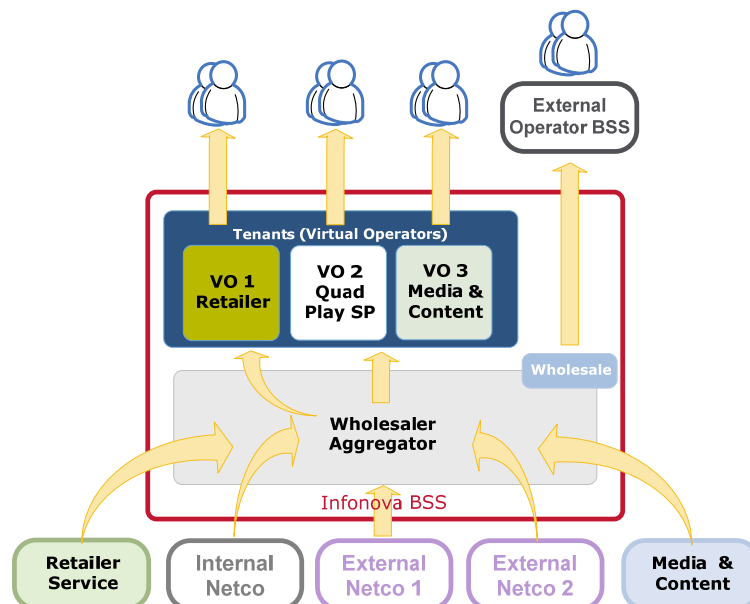 External
Operator BSS
Tenants (Virtual Operators)
VO 1
Retailer
VO 2
Quad
Play SP
VO 3
Media &
Content
Wholesale
Wholesaler
Aggregator
Infonova BSS
Retailer
Service
Internal
Netco
External
Netco 1
External
Netco 2
Media &
Content